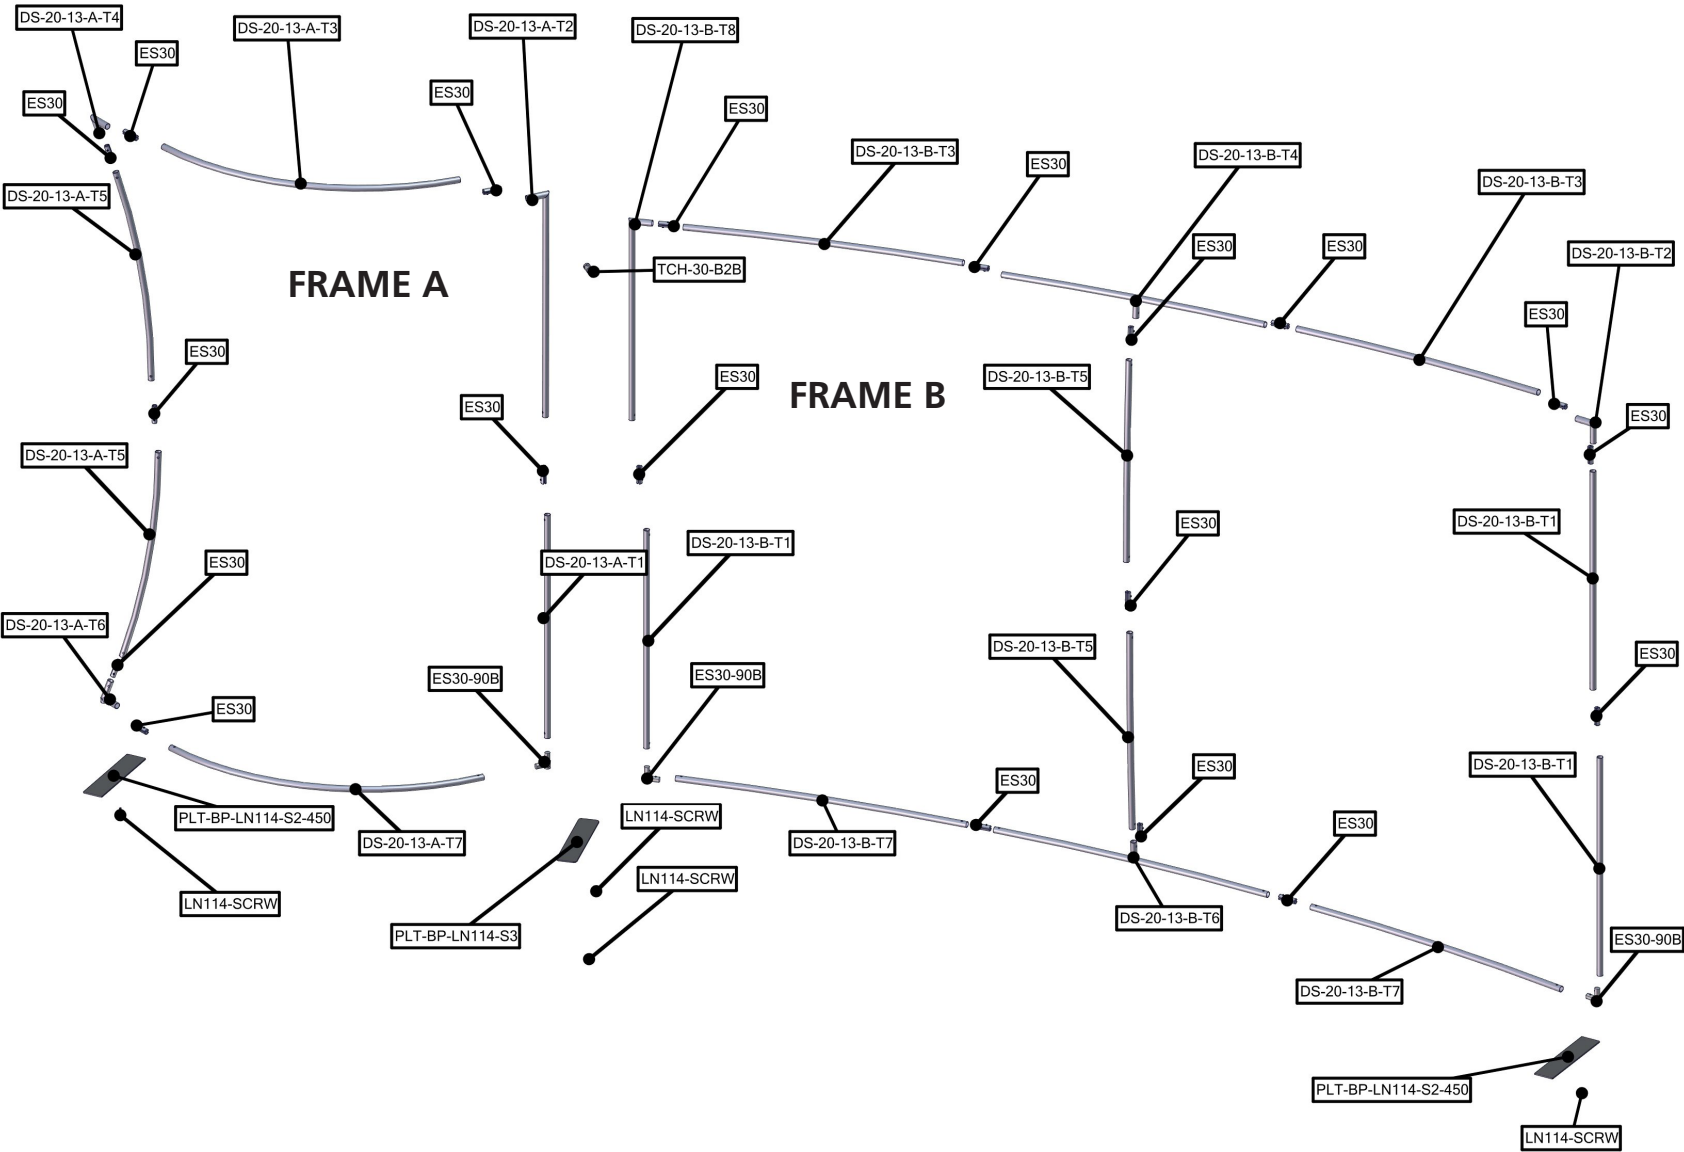 DS-20-13-A-T4
ES30
DS-20-13-A-T3
DS-20-13-A-T2
DS-20-13-B-T8
ES30
ES30
ES30
DS-20-13-B-T3
ES30
DS-20-13-B-T4
DS-20-13-B-T3
DS-20-13-A-T5
ES30
ES30
DS-20-13-B-T2
TCH-30-B2B
FRAME A
ES30
ES30
ES30
DS-20-13-B-T5
FRAME B
ES30
ES30
DS-20-13-A-T5
ES30
DS-20-13-B-T1
DS-20-13-B-T1
ES30
DS-20-13-A-T1
DS-20-13-A-T6
DS-20-13-B-T5
ES30
ES30-90B
ES30-90B
ES30
ES30
DS-20-13-B-T1
ES30
PLT-BP-LN114-S2-450
LN114-SCRW
ES30
DS-20-13-A-T7
DS-20-13-B-T7
LN114-SCRW
LN114-SCRW
DS-20-13-B-T6
PLT-BP-LN114-S3
ES30-90B
DS-20-13-B-T7
PLT-BP-LN114-S2-450
LN114-SCRW